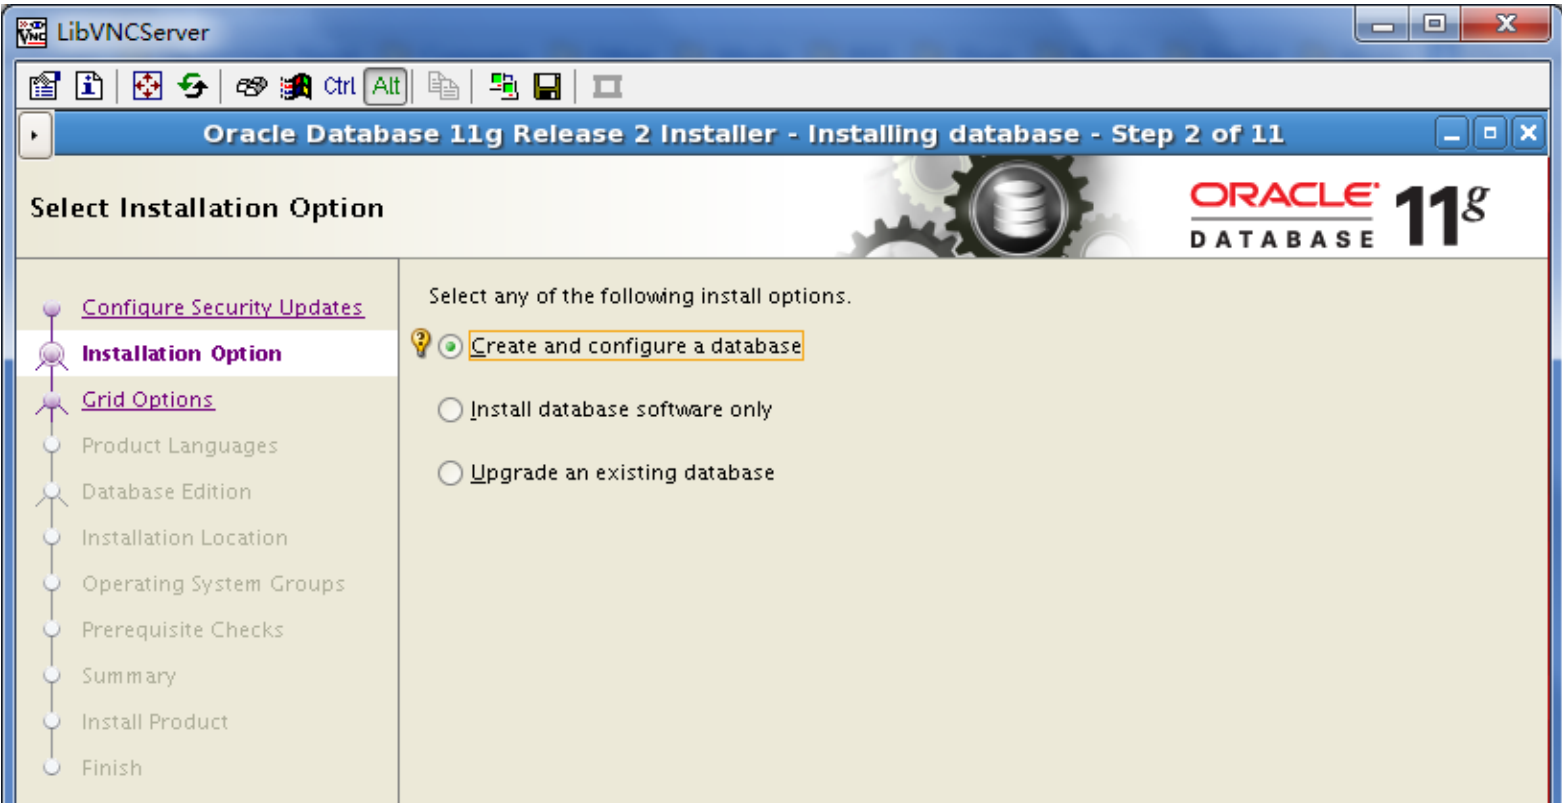 LibVNCServer
Ctrl Alt
Oracle Database 11g Release 2 Installer - Installing database - Step 2 of 11
Select Installation Option
ORACLE 11g
DATABASE
Configure Security Updates
Installation Option
Grid Options
Product Languages
Database Edition
Installation Location
Operating System Groups
Prerequisite Checks
Summary
Install Product
Finish
Select any of the following install options.
Create and configure a database
Install database software only
Upgrade an existing database